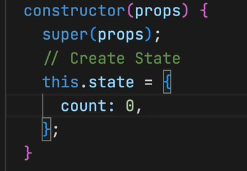 constructor(props) {
super(props);
// Create State
this.state = {
count: 0,
};
}